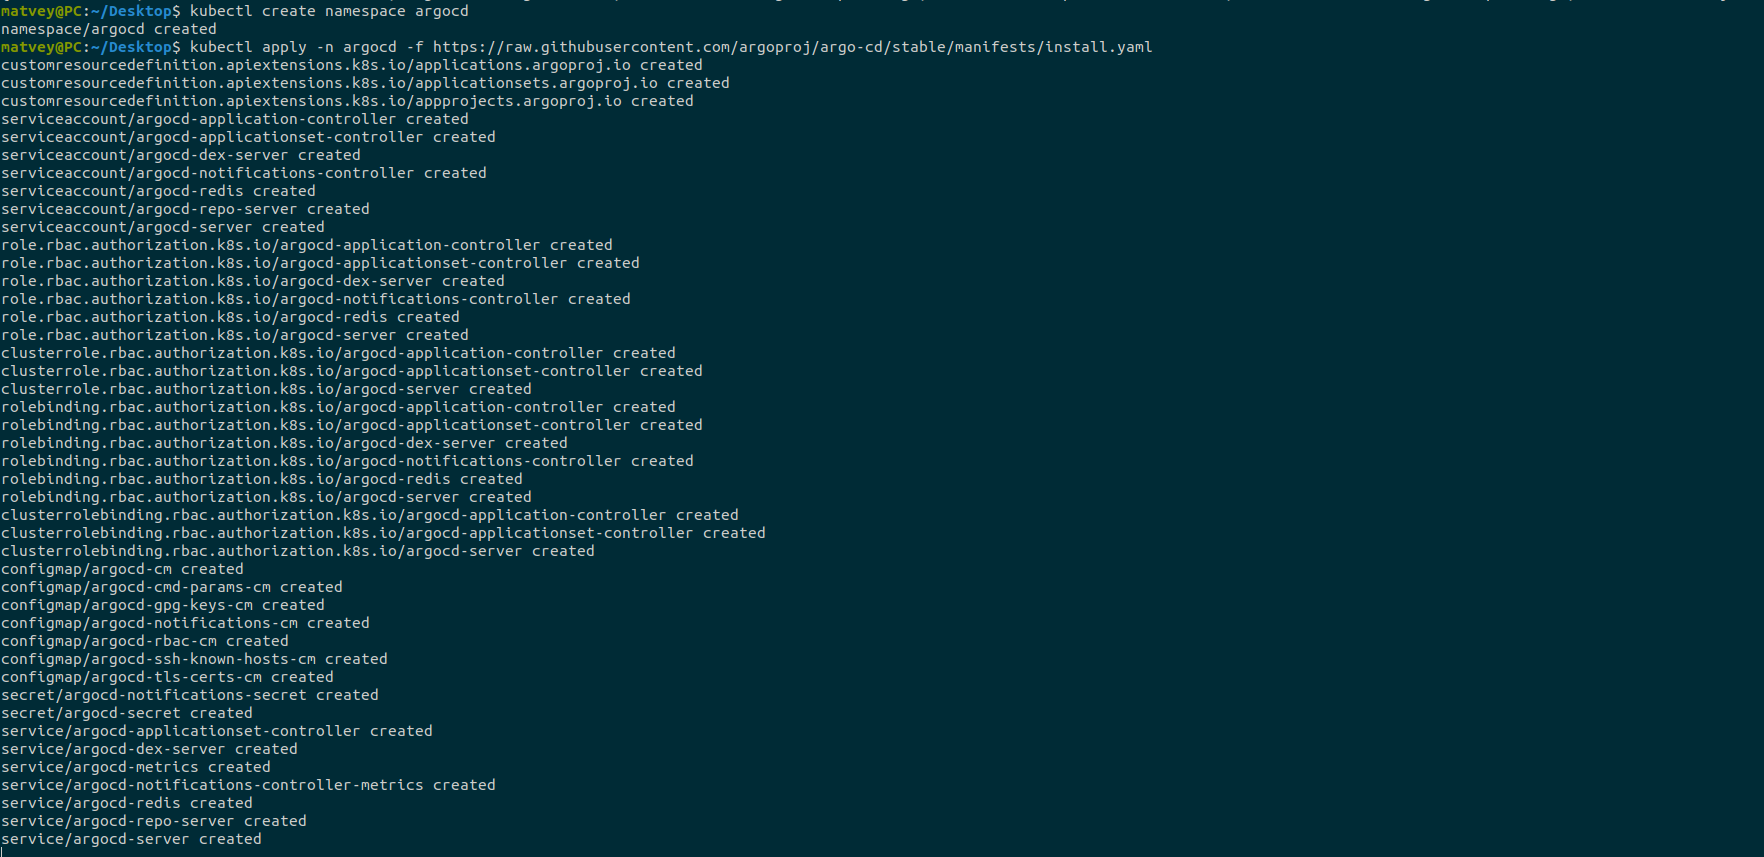 matvey@PC:~/Desktop$ kubectl create namespace argocd
namespace/argocd created
matvey@PC:~/Desktop$ kubectl apply -n argocd -f https://raw.githubusercontent.com/argoproj/argo-cd/stable/manifests/install.yaml
customresourcedefinition.apiextensions.k8s.io/applications.argoproj.io created
customresourcedefinition.apiextensions.k8s.io/applicationsets.argoproj.io created
customresourcedefinition.apiextensions.k8s.io/appprojects.argoproj.io created
serviceaccount/argocd-application-controller created
serviceaccount/argocd-applicationset-controller created
serviceaccount/argocd-dex-server created
serviceaccount/argocd-notifications-controller created
serviceaccount/argocd-redis created
serviceaccount/argocd-repo-server created
serviceaccount/argocd-server created
role.rbac.authorization.k8s.io/argocd-application-controller created
role.rbac.authorization.k8s.io/argocd-applicationset-controller created
role.rbac.authorization.k8s.io/argocd-dex-server created
role.rbac.authorization.k8s.io/argocd-notifications-controller created
role.rbac.authorization.k8s.io/argocd-redis created
role.rbac.authorization.k8s.io/argocd-server created
clusterrole.rbac.authorization.k8s.io/argocd-application-controller created
clusterrole.rbac.authorization.k8s.io/argocd-applicationset-controller created
clusterrole.rbac.authorization.k8s.io/argocd-server created
rolebinding.rbac.authorization.k8s.io/argocd-application-controller created
rolebinding.rbac.authorization.k8s.io/argocd-applicationset-controller created
rolebinding.rbac.authorization.k8s.io/argocd-dex-server created
rolebinding.rbac.authorization.k8s.io/argocd-notifications-controller created
rolebinding.rbac.authorization.k8s.io/argocd-redis created
rolebinding.rbac.authorization.k8s.io/argocd-server created
clusterrolebinding.rbac.authorization.k8s.io/argocd-application-controller created
clusterrolebinding.rbac.authorization.k8s.io/argocd-applicationset-controller created
clusterrolebinding.rbac.authorization.k8s.io/argocd-server created
configmap/argocd-cm created
configmap/argocd-cmd-params-cm created
configmap/argocd-gpg-keys-cm created
configmap/argocd-notifications-cm created
configmap/argocd-rbac-cm created
configmap/argocd-ssh-known-hosts-cm created
configmap/argocd-tls-certs-cm created
secret/argocd-notifications-secret created
secret/argocd-secret created
service/argocd-applicationset-controller created
service/argocd-dex-server created
service/argocd-metrics created
service/argocd-notifications-controller-metrics created
service/argocd-redis created
service/argocd-repo-server created
service/argocd-server created